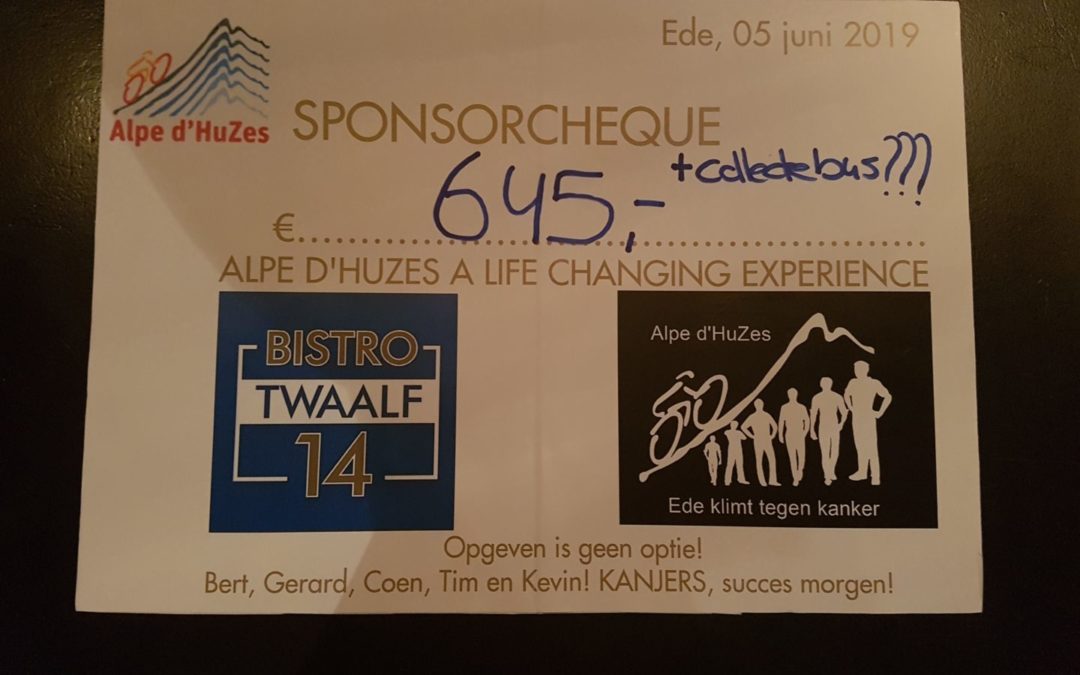 Ede, 05 juni 2019
Alpe d'HuZes
SPONSORCHEQUE
+collectebus???
€ 645,-
ALPE D'HUZES A LIFE CHANGING EXPERIENCE
BISTRO
TWAALF
14
Alpe d'HuZes
Ede klimt tegen kanker
Opgeven is geen optie!
Bert, Gerard, Coen, Tim en Kevin! KANJERS, succes morgen!